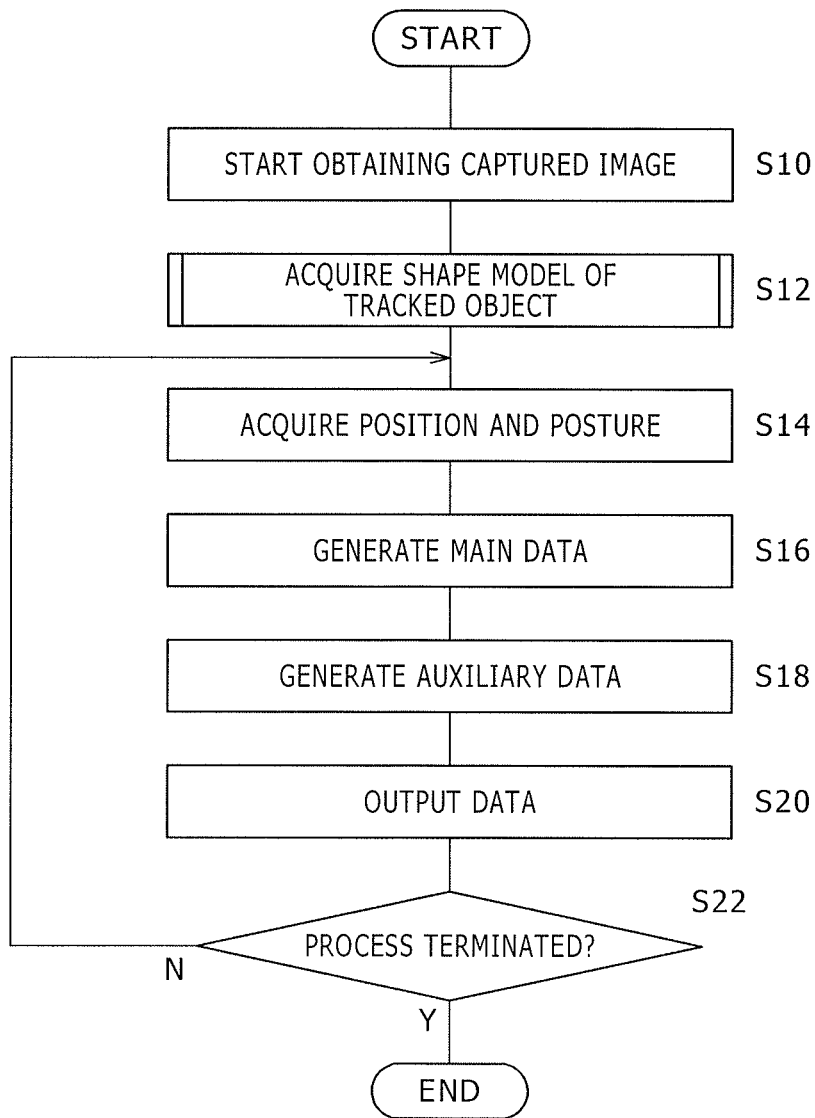 START
START OBTAINING CAPTURED IMAGE S10
ACQUIRE SHAPE MODEL OF
TRACKED OBJECT S12
ACQUIRE POSITION AND POSTURE S14
GENERATE MAIN DATA S16
GENERATE AUXILIARY DATA S18
OUTPUT DATA S20
S22
PROCESS TERMINATED?
N
Y
END